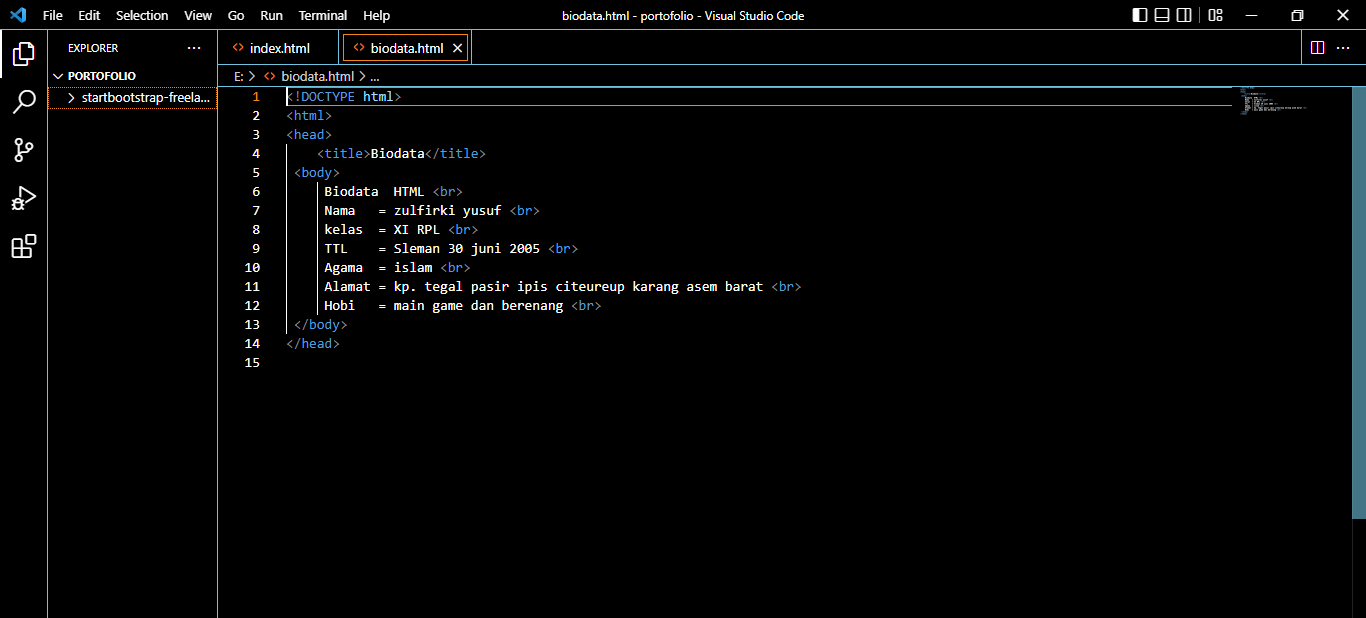 File Edit Selection View Go Run Terminal Help biodata.html - portofolio - Visual Studio Code
EXPLORER ···
PORTOFOLIO
startbootstrap-freela...
index.html biodata.html
E: > biodata.html > ...
1 <!DOCTYPE html>
2 <html>
3 <head>
4     <title>Biodata</title>
5  <body>
6      Biodata  HTML <br>
7      Nama   = zulfirki yusuf <br>
8      kelas  = XI RPL <br>
9      TTL    = Sleman 30 juni 2005 <br>
10      Agama  = islam <br>
11      Alamat = kp. tegal pasir ipis citeureup karang asem barat <br>
12      Hobi   = main game dan berenang <br>
13  </body>
14 </head>
15